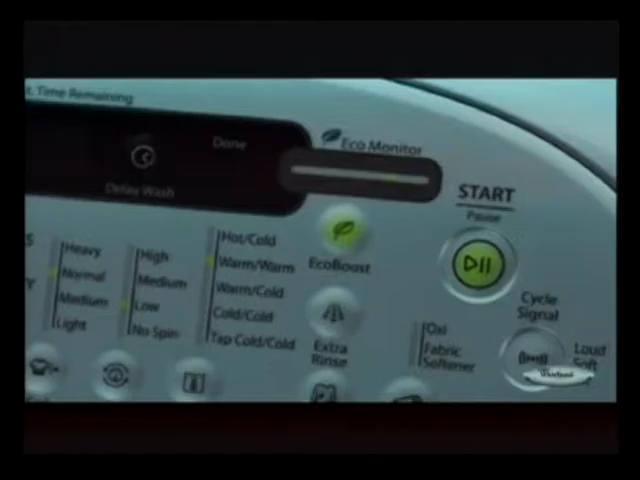 t. Time Remaining
Done
Delay Wash
Eco Monitor
START
Pause
EcoBoost
Heavy
Normal
Medium
Light
High
Medium
Low
No Spin
Hot/Cold
Warm/Warm
Warm/Cold
Cold/Cold
Tap Cold/Cold
Extra
Rinse
Oxi
Fabric
Softener
Cycle
Signal
Loud
Soft